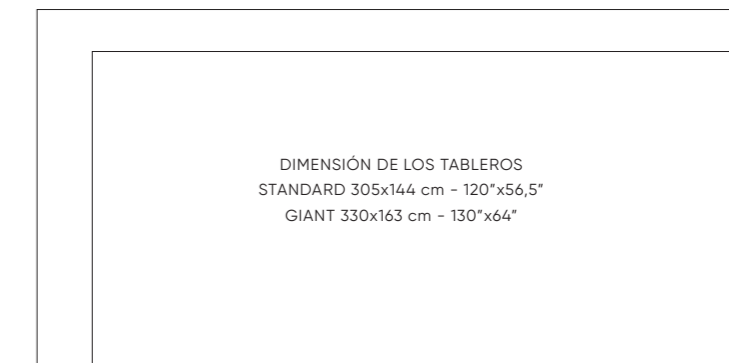 DIMENSIÓN DE LOS TABLEROS
STANDARD 305x144 cm - 120”x56,5”
GIANT 330x163 cm - 130”x64”